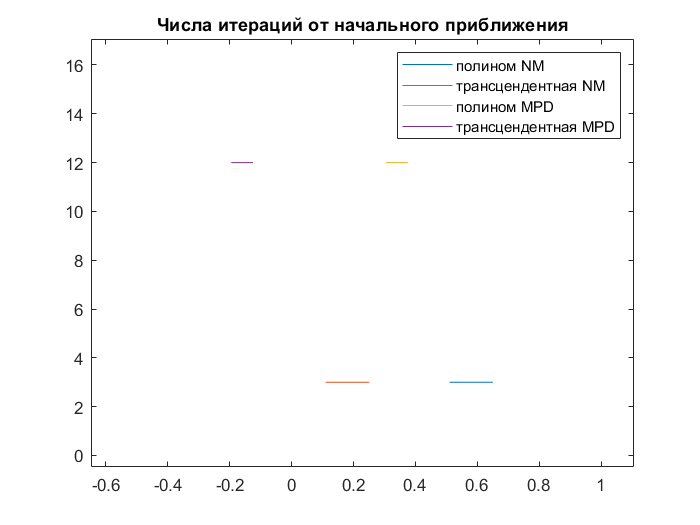 Числа итераций от начального приближения
полином NM
трансцендентная NM
полином MPD
трансцендентная MPD
16
14
12
10
8
6
4
2
0
-0.6 -0.4 -0.2 0 0.2 0.4 0.6 0.8 1